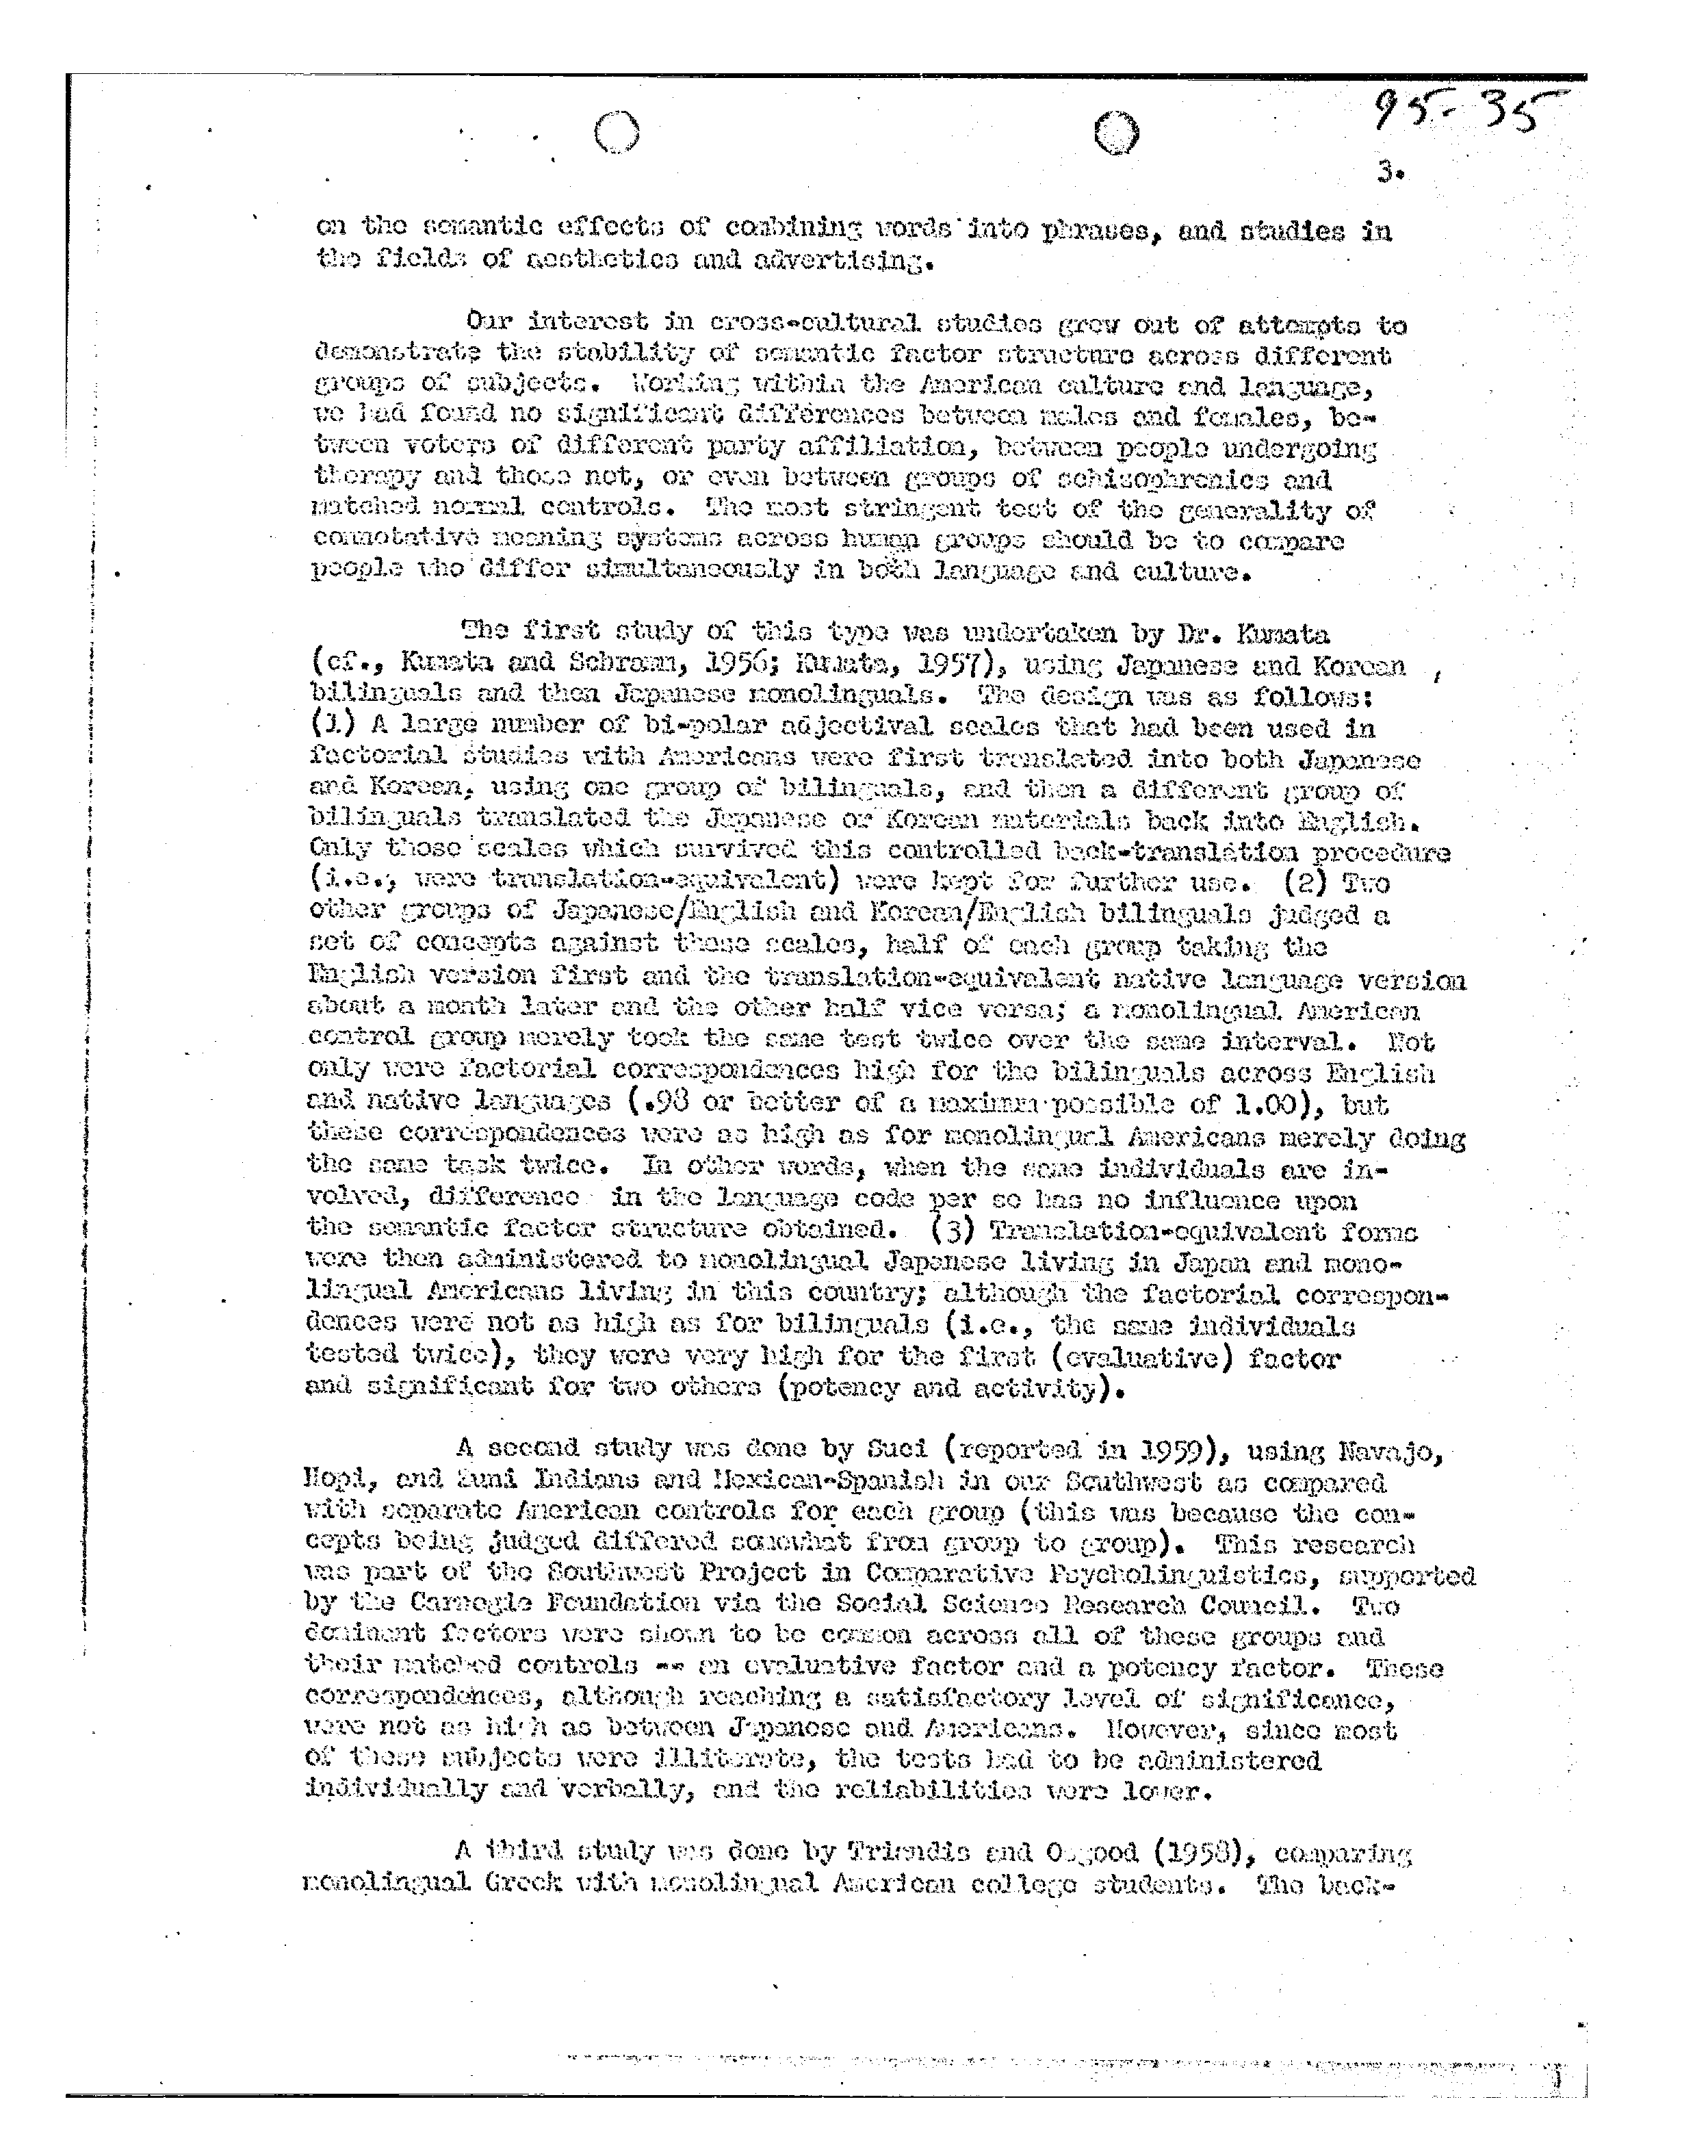 95-35
3.
on the semantic effects of combining words into phrases, and studies in
the fields of aesthetics and advertising.
Our interest in cross-cultural studies grew out of attempts to
demonstrate the stability of semantic factor structure across different
groups of subjects. Working within the American culture and language,
we had found no significant differences between males and females, be-
tween voters of different party affiliation, between people undergoing
therapy and those not, or even between groups of schizophrenics and
matched normal controls. The most stringent test of the generality of
connotative meaning systems across human groups should be to compare
people who differ simultaneously in both language and culture.
The first study of this type was undertaken by Dr. Kumata
(cf., Kumata and Schramm, 1956; Kumata, 1957), using Japanese and Korean
bilinguals and then Japanese monolinguals. The design was as follows:
(1) A large number of bi-polar adjectival scales that had been used in
factorial studies with Americans were first translated into both Japanese
and Korean, using one group of bilinguals, and then a different group of
bilinguals translated the Japanese or Korean materials back into English.
Only those scales which survived this controlled back-translation procedure
(i.e., were translation-equivalent) were kept for further use. (2) Two
other groups of Japanese/English and Korean/English bilinguals judged a
set of concepts against these scales, half of each group taking the
English version first and the translation-equivalent native language version
about a month later and the other half vice versa; a monolingual American
control group merely took the same test twice over the same interval. Not
only were factorial correspondences high for the bilinguals across English
and native languages (.98 or better of a maximum possible of 1.00), but
these correspondences were as high as for monolingual Americans merely doing
the same task twice. In other words, when the same individuals are in-
volved, difference in the language code per se has no influence upon
the semantic factor structure obtained. (3) Translation-equivalent forms
were then administered to monolingual Japanese living in Japan and mono-
lingual Americans living in this country; although the factorial correspon-
dences were not as high as for bilinguals (i.e., the same individuals
tested twice), they were very high for the first (evaluative) factor
and significant for two others (potency and activity).
A second study was done by Suci (reported in 1959), using Navajo,
Hopi, and Zuni Indians and Mexican-Spanish in our Southwest as compared
with separate American controls for each group (this was because the con-
cepts being judged differed somewhat from group to group). This research
was part of the Southwest Project in Comparative Psycholinguistics, supported
by the Carnegie Foundation via the Social Science Research Council. Two
dominant factors were shown to be common across all of these groups and
their matched controls -- an evaluative factor and a potency factor. These
correspondences, although reaching a satisfactory level of significance,
were not as high as between Japanese and Americans. However, since most
of these subjects were illiterate, the tests had to be administered
individually and verbally, and the reliabilities were lower.
A third study was done by Triandis and Osgood (1958), comparing
monolingual Greek with monolingual American college students. The back-